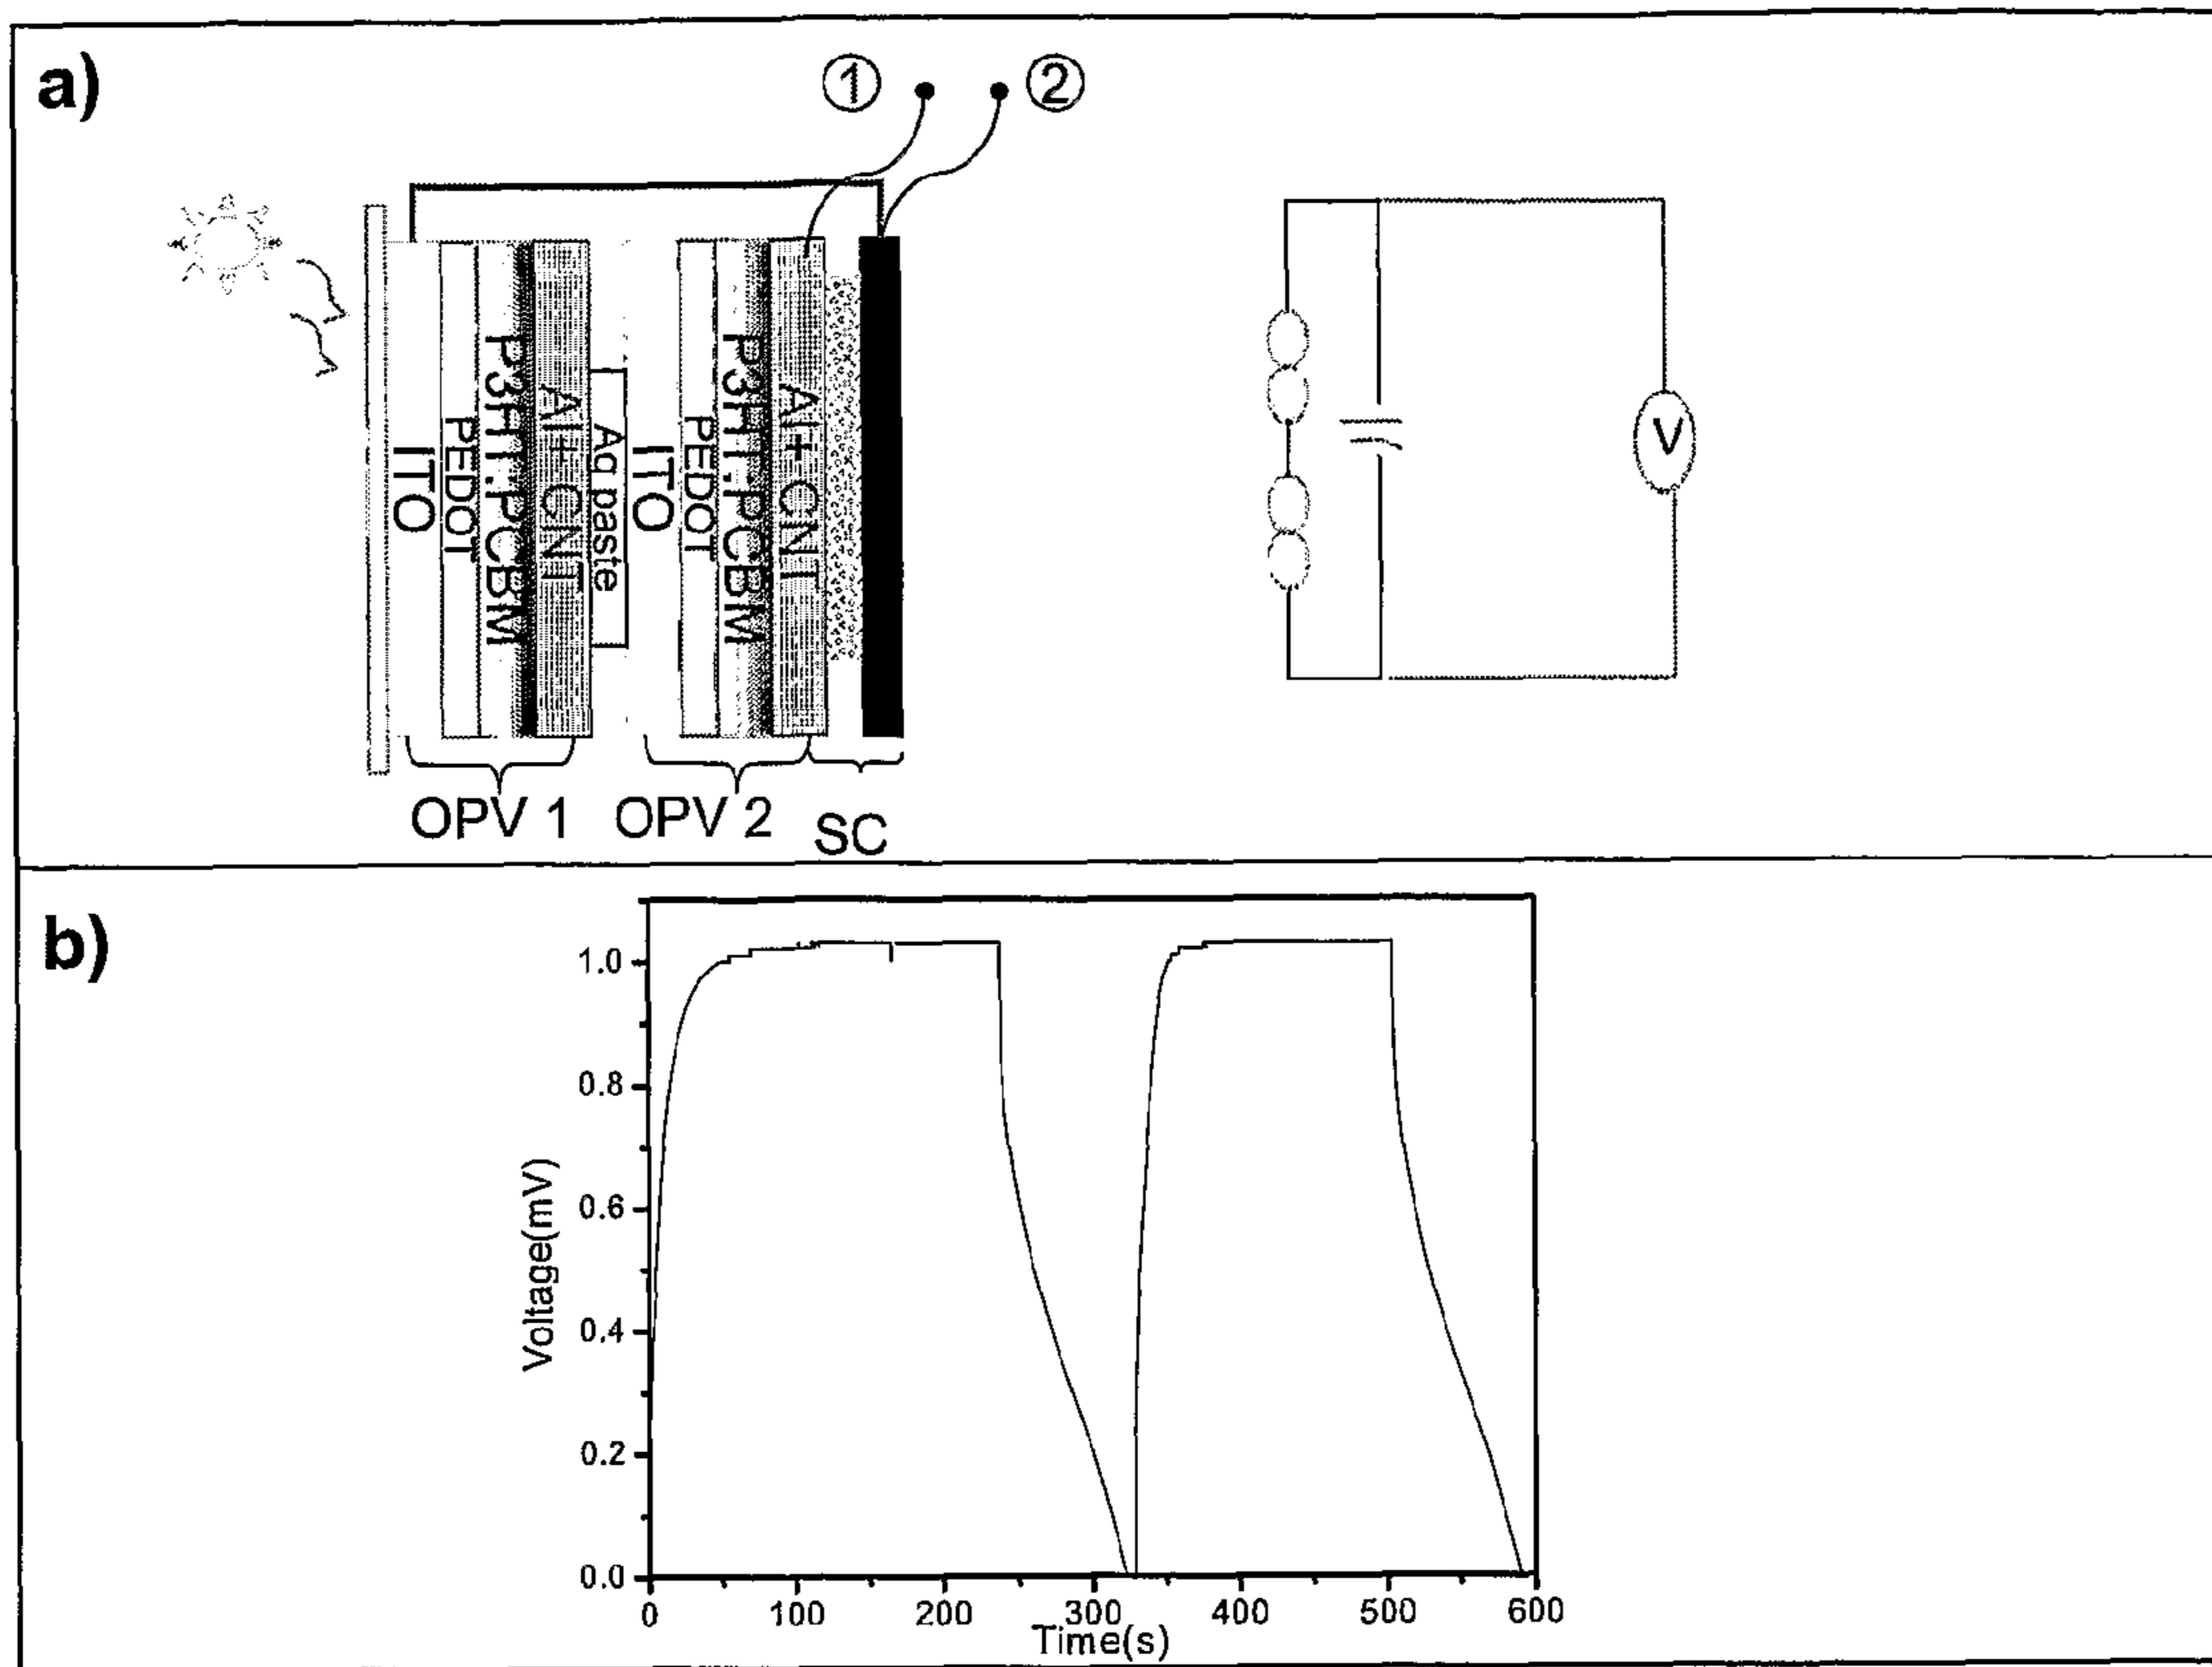 a)
① ②
ITO
PEDOT
P3HT:PCBM
Al+CNT
Ag paste
ITO
PEDOT
P3HT:PCBM
Al+CNT
OPV 1 OPV 2 SC
V
b)
Voltage(mV)
1.0
0.8
0.6
0.4
0.2
0.0
0 100 200 300 400 500 600
Time(s)